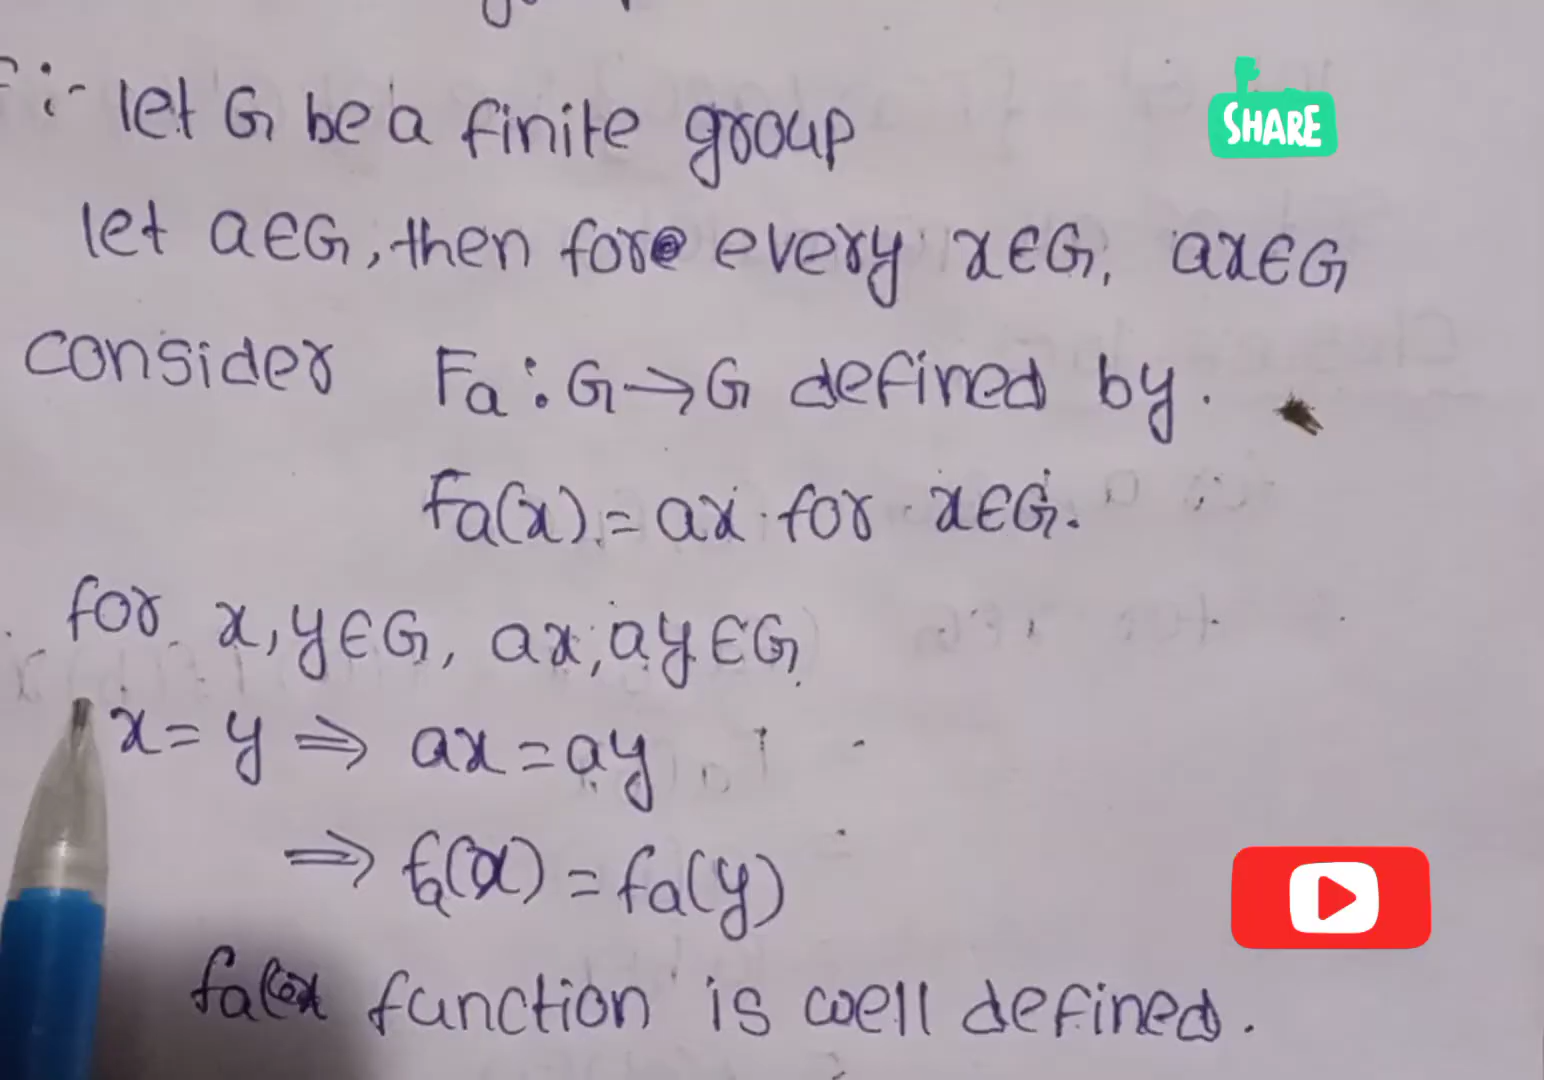 let G be a finite group
SHARE
let a∈G, then for every x∈G, ax∈G
consider Fa : G→G defined by.
Fa(x) = ax for x∈G.
for x, y∈G, ax, ay∈G
x = y ⇒ ax = ay
⇒ fa(x) = fa(y)
fa function is well defined.